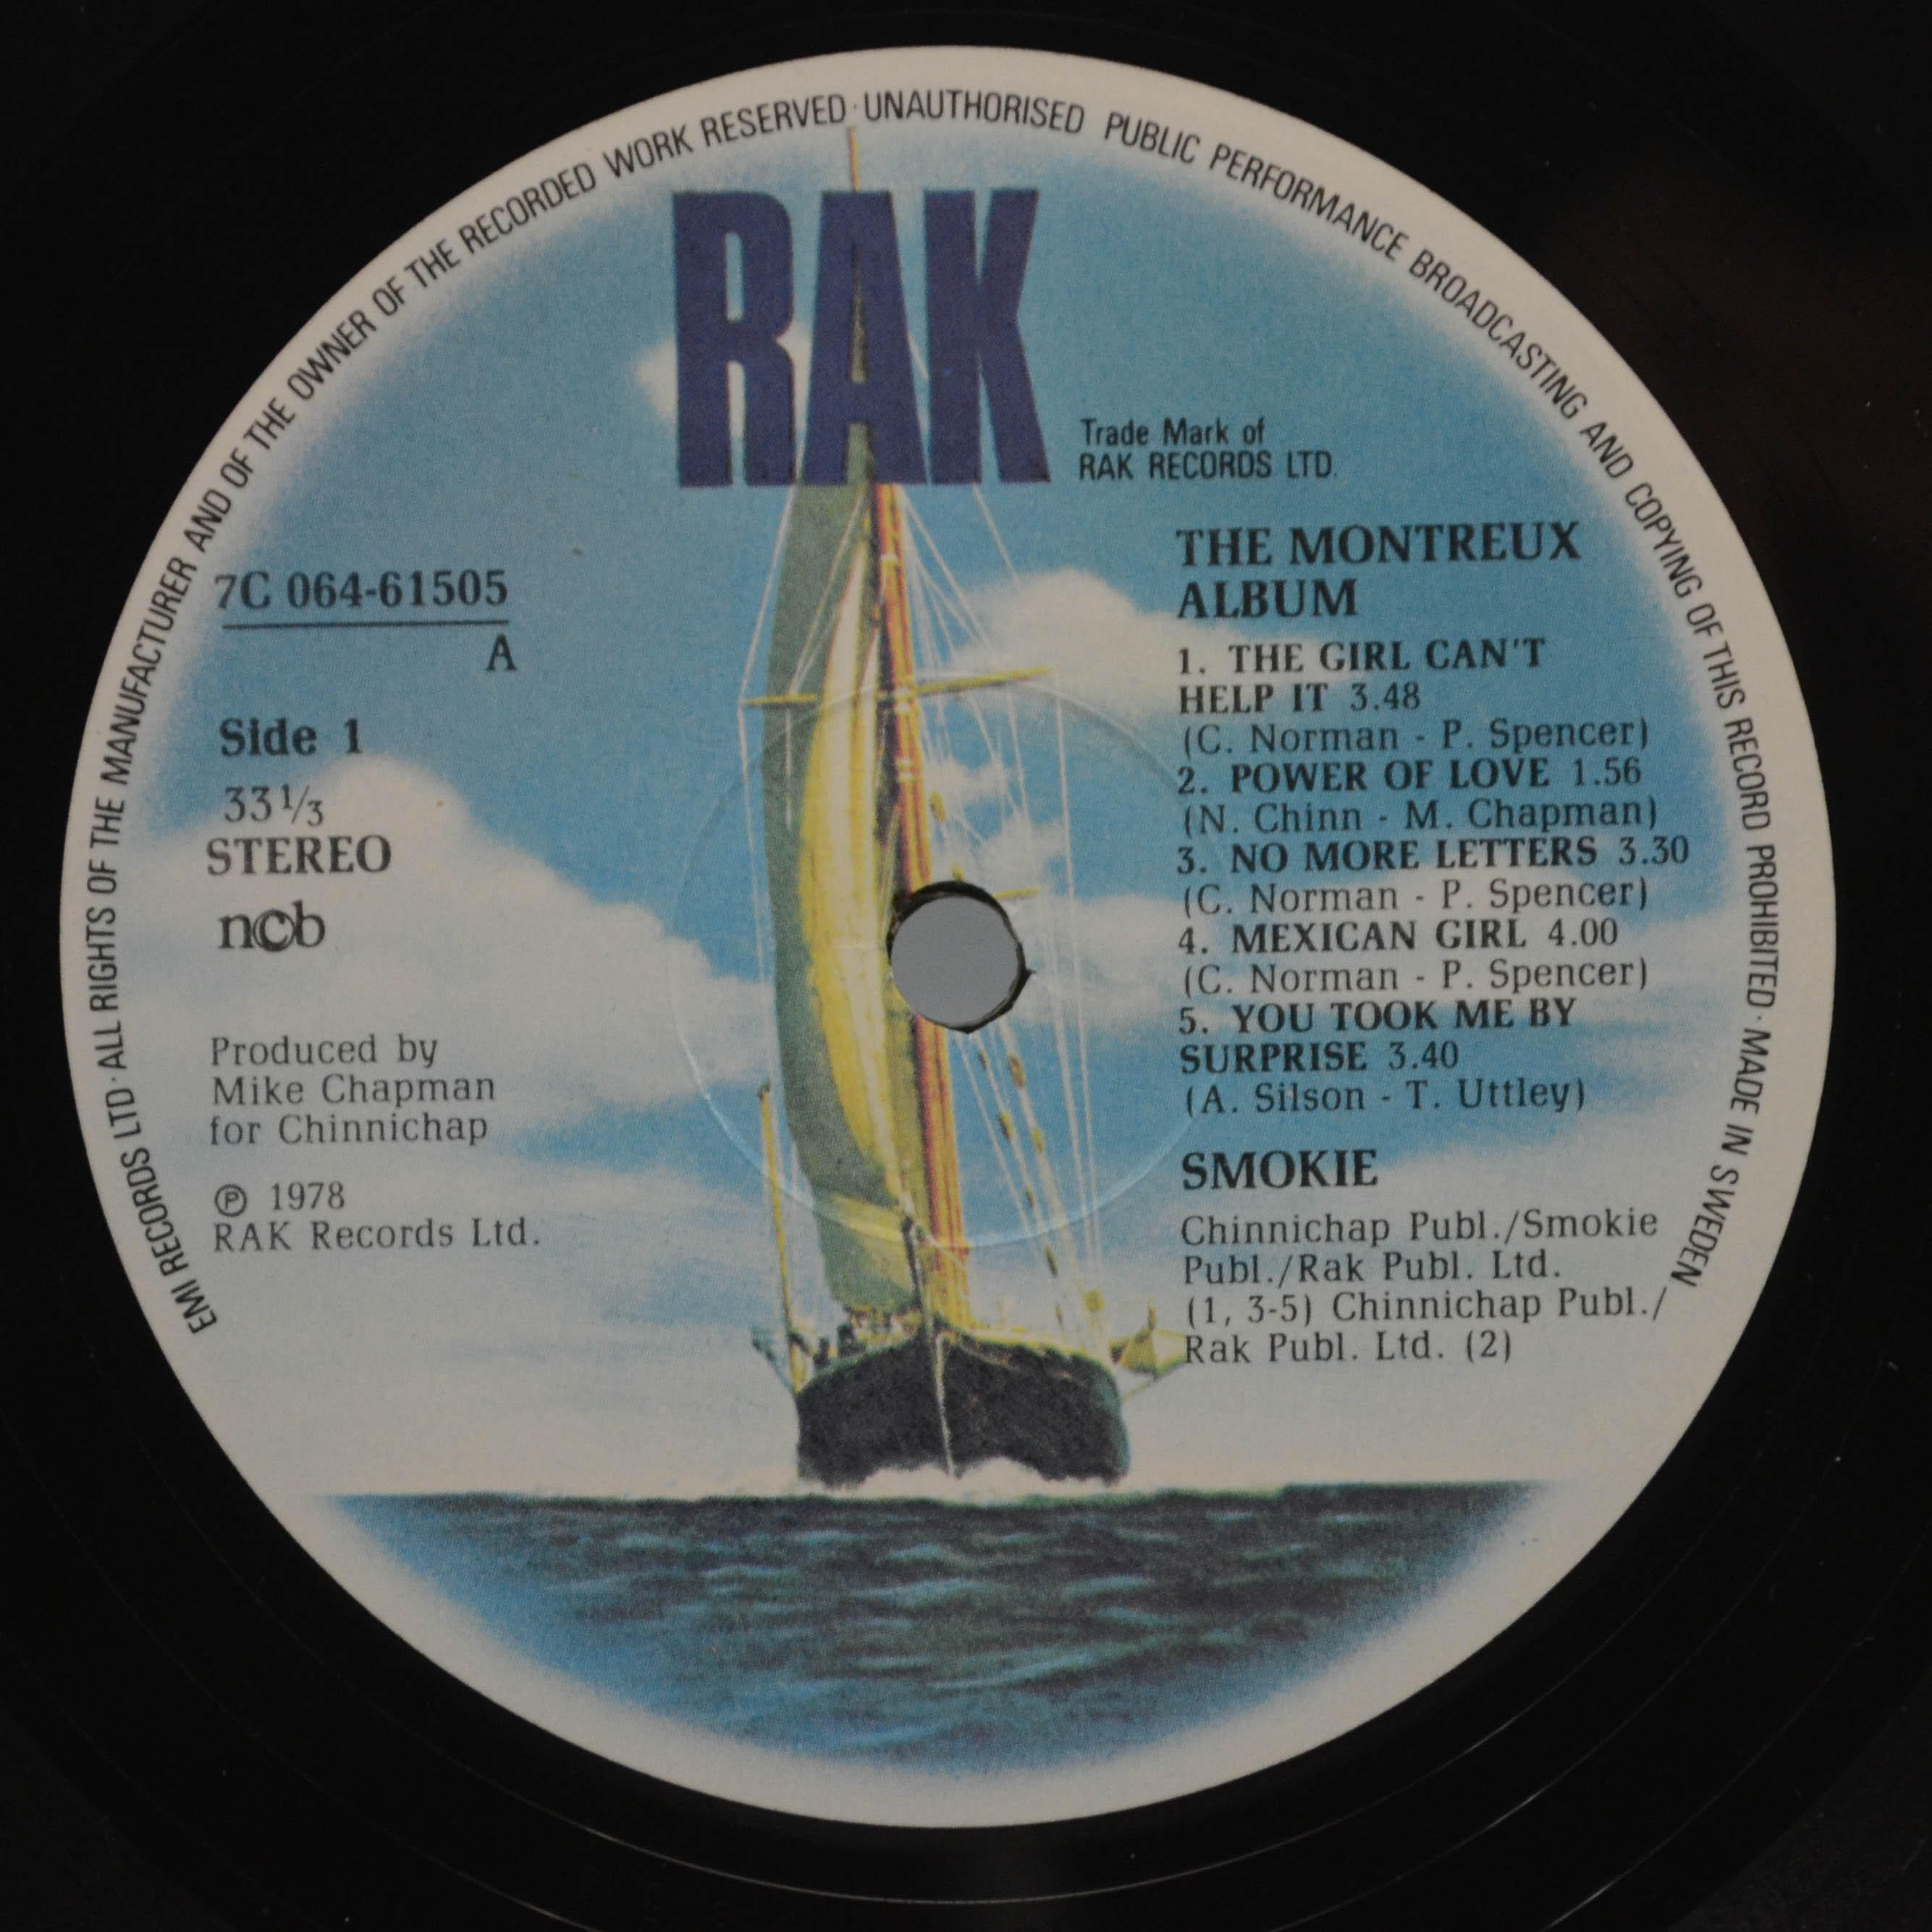 EMI RECORDS LTD · ALL RIGHTS OF THE MANUFACTURER AND OF THE OWNER OF THE RECORDED WORK RESERVED · UNAUTHORISED PUBLIC PERFORMANCE BROADCASTING AND COPYING OF THIS RECORD PROHIBITED · MADE IN SWEDEN
RAK
Trade Mark of
RAK RECORDS LTD.
7C 064-61505
A
Side 1
33 1/3
STEREO
ncb
Produced by
Mike Chapman
for Chinnichap
℗ 1978
RAK Records Ltd.
THE MONTREUX
ALBUM
1. THE GIRL CAN'T
HELP IT 3.48
(C. Norman - P. Spencer)
2. POWER OF LOVE 1.56
(N. Chinn - M. Chapman)
3. NO MORE LETTERS 3.30
(C. Norman - P. Spencer)
4. MEXICAN GIRL 4.00
(C. Norman - P. Spencer)
5. YOU TOOK ME BY
SURPRISE 3.40
(A. Silson - T. Uttley)
SMOKIE
Chinnichap Publ./Smokie
Publ./Rak Publ. Ltd.
(1, 3-5) Chinnichap Publ./
Rak Publ. Ltd. (2)